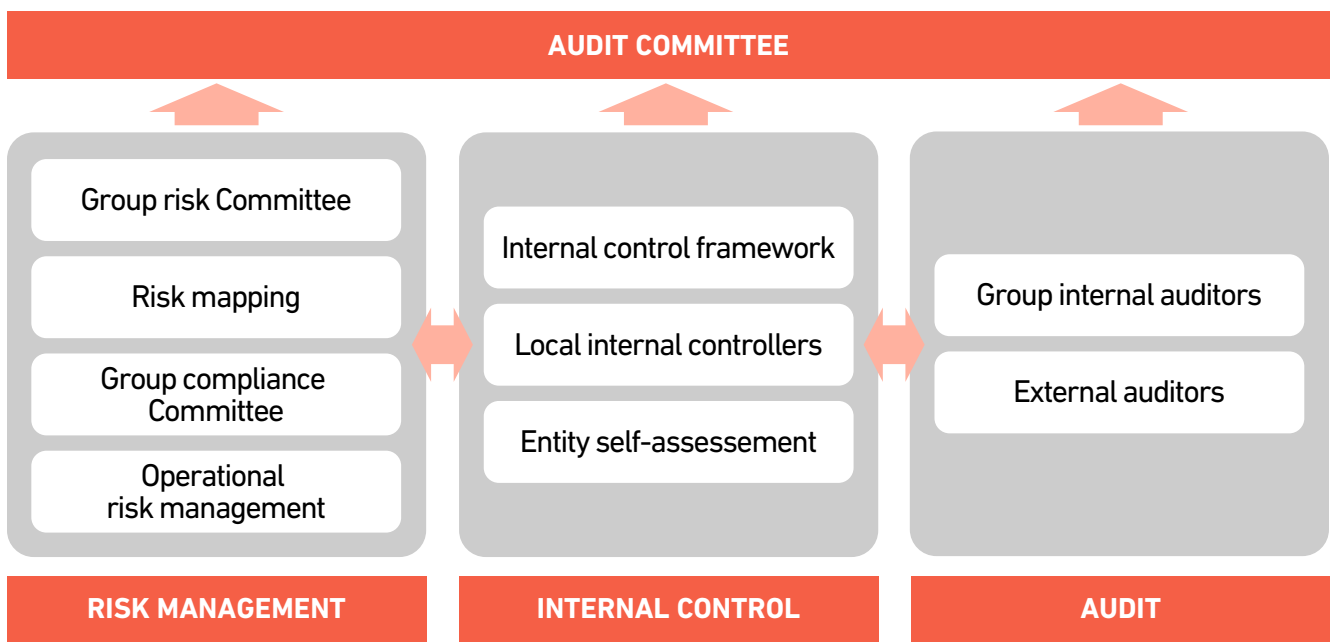 AUDIT COMMITTEE
Group risk Committee
Risk mapping
Group compliance
Committee
Operational
risk management
RISK MANAGEMENT
Internal control framework
Local internal controllers
Entity self-assessement
INTERNAL CONTROL
Group internal auditors
External auditors
AUDIT